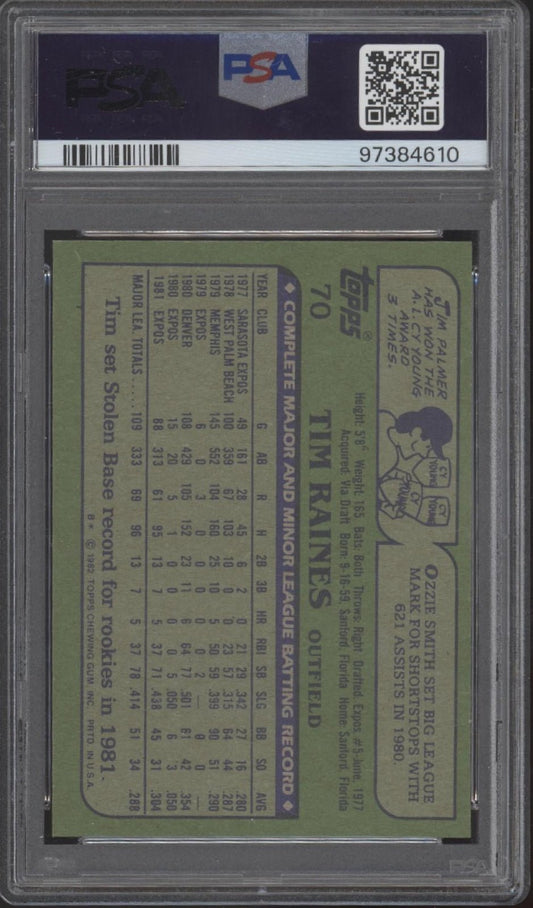 PSA
PSA
97384610
JIM PALMER
HAS WON THE
A.L. CY YOUNG
AWARD
3 TIMES.
CY
YOUNG
CY
YOUNG
CY
YOUNG
OZZIE SMITH SET BIG LEAGUE
MARK FOR SHORTSTOPS WITH
621 ASSISTS IN 1980.
topps®
70 TIM RAINES OUTFIELD
Height: 5'8" Weight: 165 Bats: Both Throws: Right Drafted: Expos, #5-June, 1977
Acquired: Via Draft Born: 9-16-59, Sanford, Florida Home: Sanford, Florida
◆ COMPLETE MAJOR AND MINOR LEAGUE BATTING RECORD ◆
YEAR CLUB G AB R H 2B 3B HR RBI SB SLG BB SO AVG
1977 SARASOTA EXPOS 49 161 28 45 6 2 0 21 29 .342 27 16 .280
1978 WEST PALM BEACH 100 359 67 103 10 0 0 23 57 .315 64 44 .287
1979 MEMPHIS 145 552 104 160 25 10 5 50 59 .399 90 51 .290
1979 EXPOS 6 0 3 0 0 0 0 0 2 — 0 0 —
1980 DENVER 108 429 105 152 23 11 6 64 77 .501 61 42 .354
1980 EXPOS 15 20 5 1 0 0 0 0 5 .050 6 3 .050
1981 EXPOS 88 313 61 95 13 7 5 37 71 .438 45 31 .304
MAJOR LEA. TOTALS..... 109 333 69 96 13 7 5 37 78 .414 51 34 .288
Tim set Stolen Base record for rookies in 1981.
B* © 1982 TOPPS CHEWING GUM INC. PRTD. IN U.S.A.
PSA